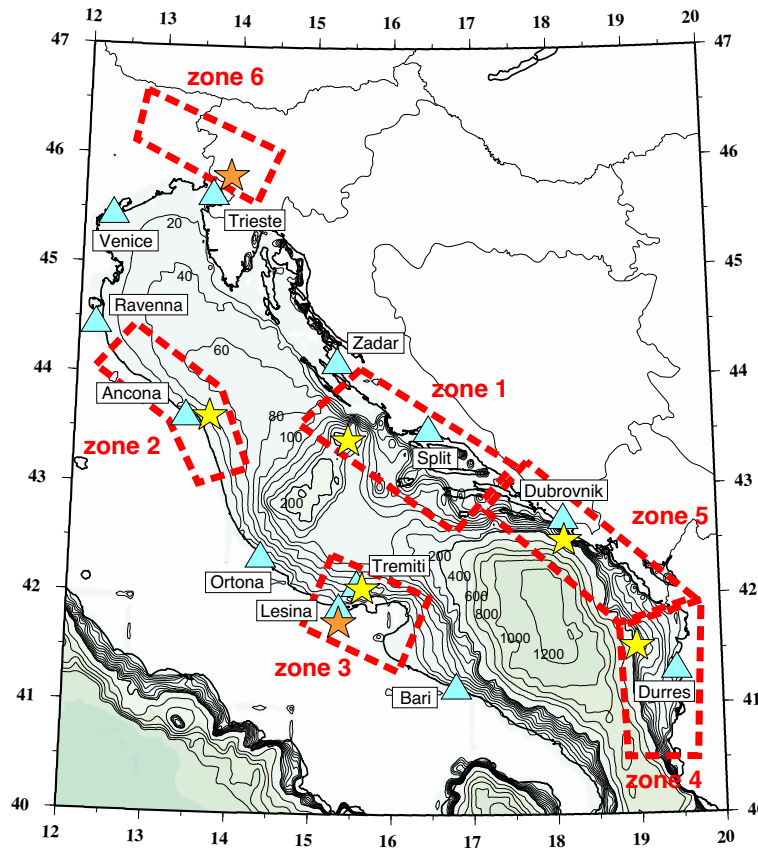 12 13 14 15 16 17 18 19 20
47 47
zone 6
46 46
Trieste
Venice
20
45 45
40
Ravenna
Zadar
60
44 44
zone 1
Ancona
80
100
Split
zone 2
43 43
200
Dubrovnik
zone 5
200
Tremiti
400
Ortona
42 42
600
Lesina
800
1000
1200
zone 3
Durres
Bari
41 41
zone 4
40 40
12 13 14 15 16 17 18 19 20